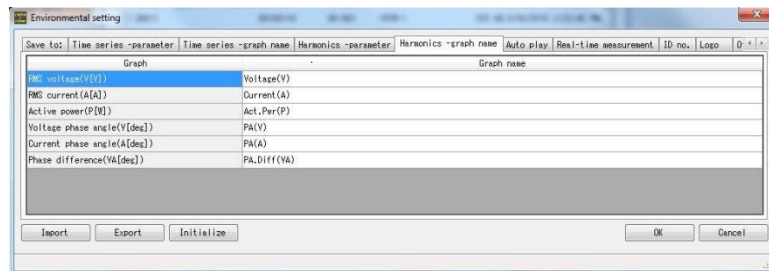 Environmental setting
Save to: Time series -parameter Time series -graph name Harmonics -parameter Harmonics -graph name Auto play Real-time measurement ID no. Logo
Graph Graph name
RMS voltage(V[V]) Voltage(V)
RMS current(A[A]) Current(A)
Active power(P[W]) Act.Pwr(P)
Voltage phase angle(V[deg]) PA(V)
Current phase angle(A[deg]) PA(A)
Phase difference(VA[deg]) PA.Diff(VA)
Import Export Initialize OK Cancel